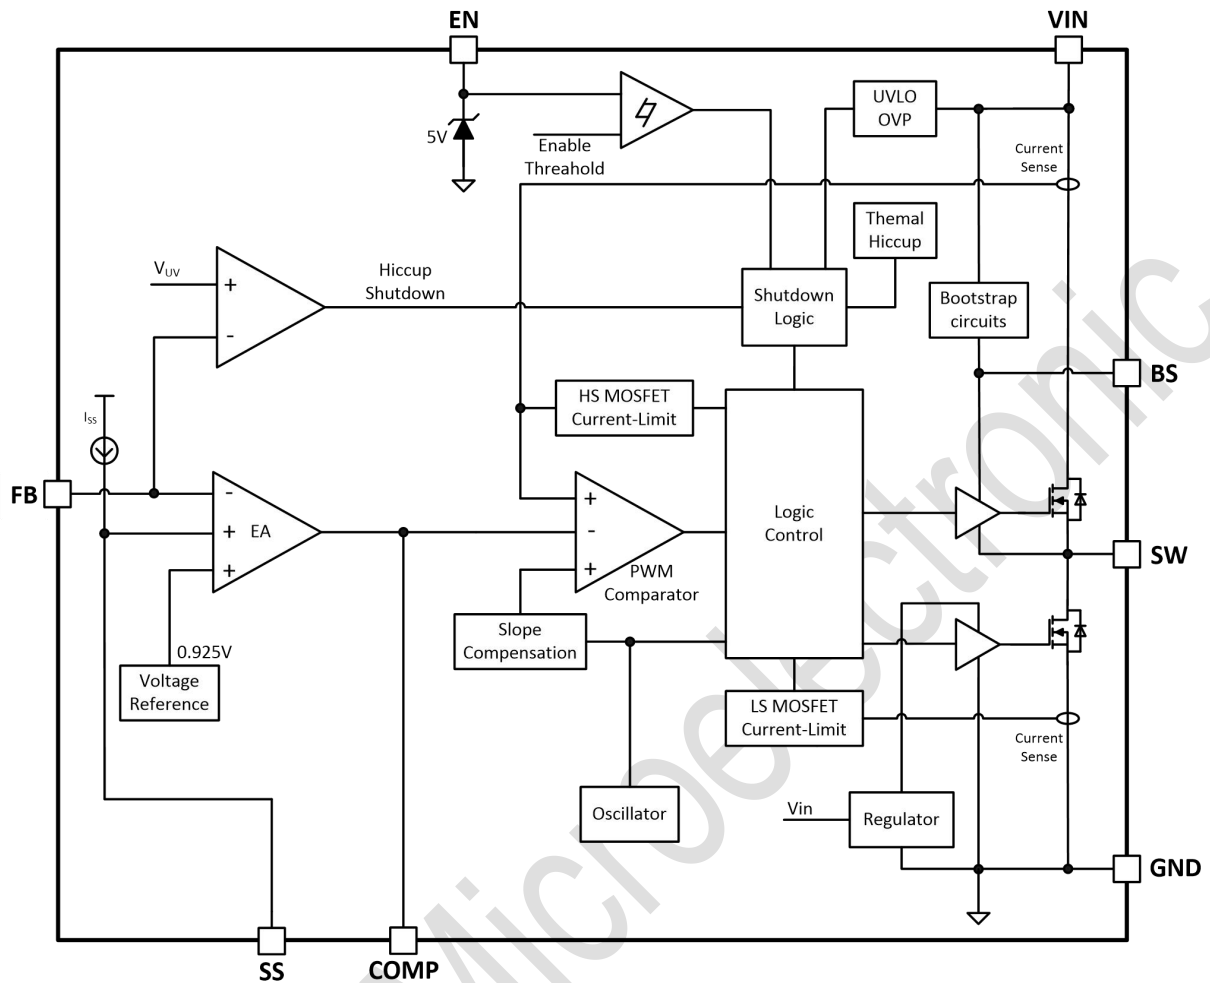 EN
VIN
UVLO
OVP
5V
Enable
Threshold
Current
Sense
Themal
Hiccup
VUV
+
-
Hiccup
Shutdown
Shutdown
Logic
Bootstrap
circuits
BS
HS MOSFET
Current-Limit
ISS
FB
-
+
+
EA
+
-
+
PWM
Comparator
Logic
Control
SW
Slope
Compensation
0.925V
Voltage
Reference
LS MOSFET
Current-Limit
Current
Sense
Oscillator
Vin
Regulator
GND
SS
COMP
Microelectronic